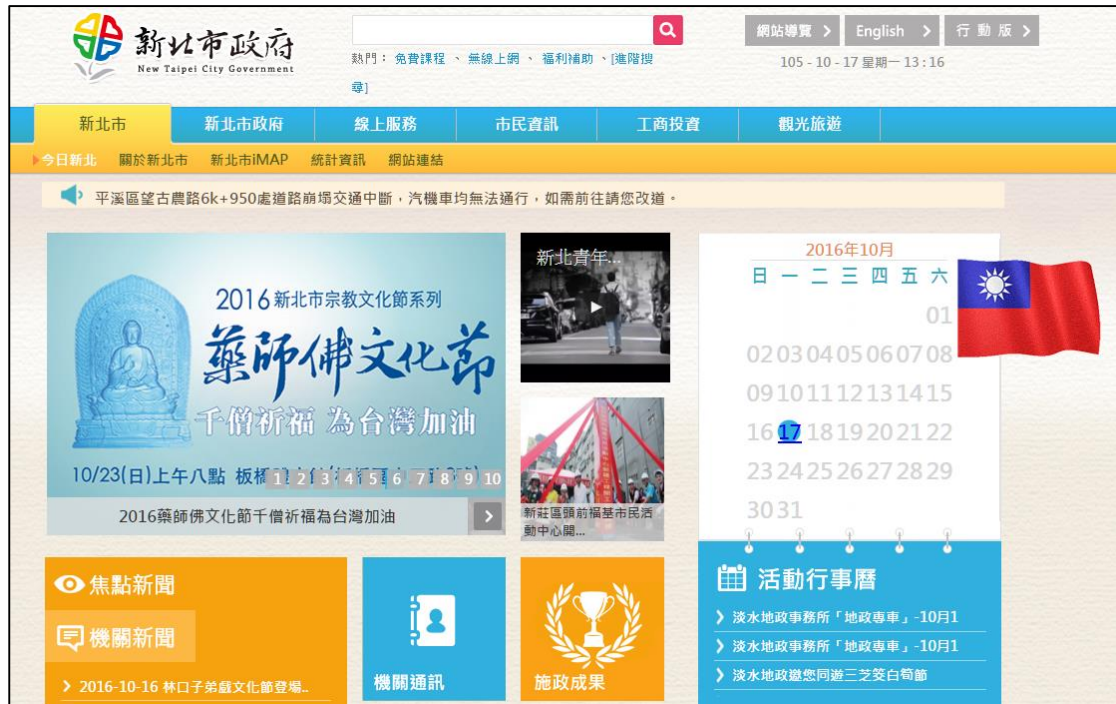 新北市政府
New Taipei City Government
熱門： 免費課程 、 無線上網 、 福利補助 、[進階搜
尋]
網站導覽 English 行動版
105 - 10 - 17 星期一 13 : 16
新北市 新北市政府 線上服務 市民資訊 工商投資 觀光旅遊
今日新北 關於新北市 新北市iMAP 統計資訊 網站連結
平溪區望古農路6k+950處道路崩塌交通中斷，汽機車均無法通行，如需前往請您改道。
2016新北市宗教文化節系列
藥師佛文化節
千僧祈福 為台灣加油
10/23(日)上午八點 板橋
1 2 3 4 5 6 7 8 9 10
2016藥師佛文化節千僧祈福為台灣加油
新北青年...
新莊區頭前福基市民活
動中心開...
2016年10月
日 一 二 三 四 五 六
01
02 03 04 05 06 07 08
09 10 11 12 13 14 15
16 17 18 19 20 21 22
23 24 25 26 27 28 29
30 31
焦點新聞
機關新聞
2016-10-16 林口子弟戲文化節登場..
機關通訊
施政成果
活動行事曆
淡水地政事務所「地政專車」-10月1
淡水地政事務所「地政專車」-10月1
淡水地政邀您同遊三芝茭白筍節